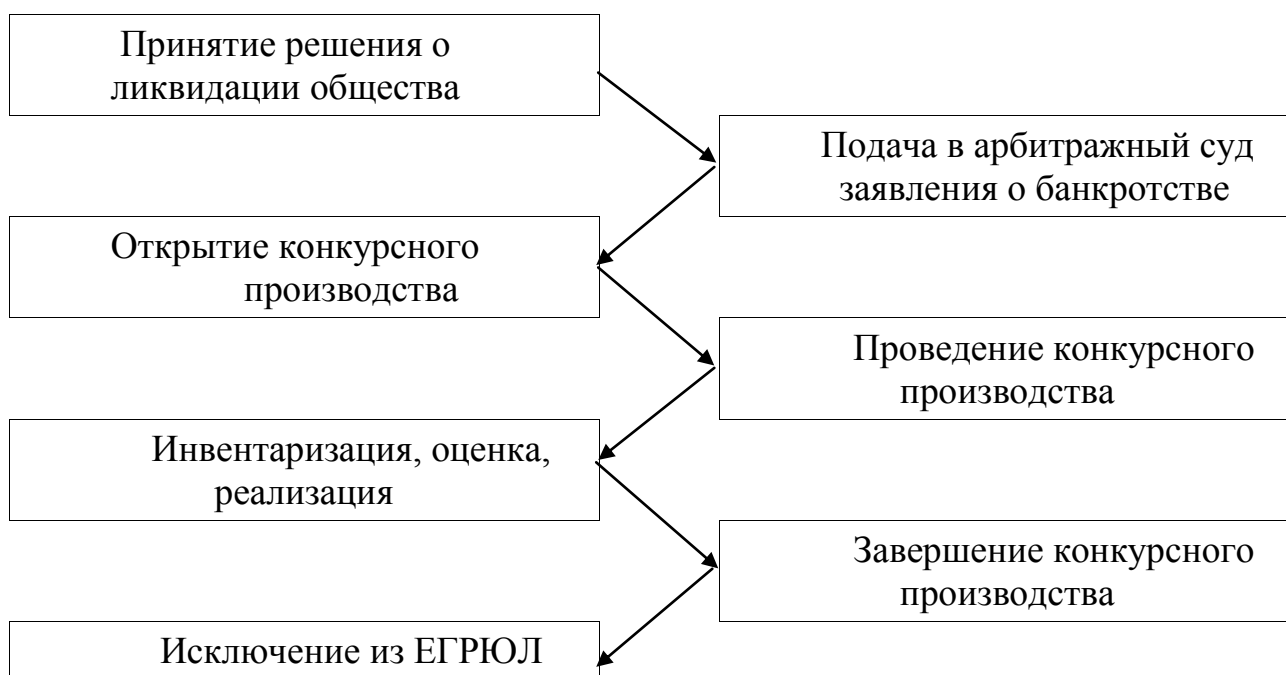 Принятие решения о
ликвидации общества
Подача в арбитражный суд
заявления о банкротстве
Открытие конкурсного
производства
Проведение конкурсного
производства
Инвентаризация, оценка,
реализация
Завершение конкурсного
производства
Исключение из ЕГРЮЛ